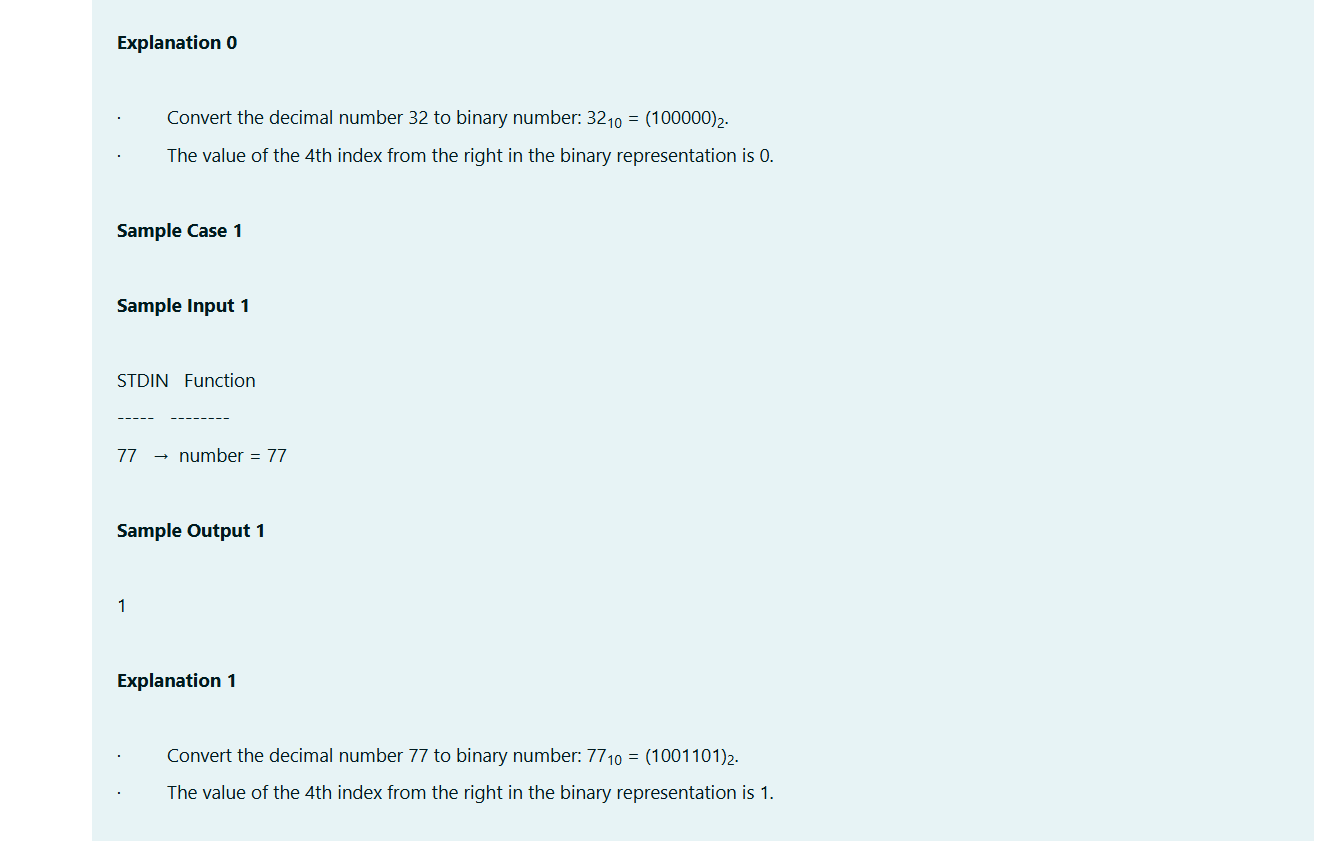 Explanation 0
· Convert the decimal number 32 to binary number: 32₁₀ = (100000)₂.
· The value of the 4th index from the right in the binary representation is 0.
Sample Case 1
Sample Input 1
STDIN Function
----- --------
77 → number = 77
Sample Output 1
1
Explanation 1
· Convert the decimal number 77 to binary number: 77₁₀ = (1001101)₂.
· The value of the 4th index from the right in the binary representation is 1.